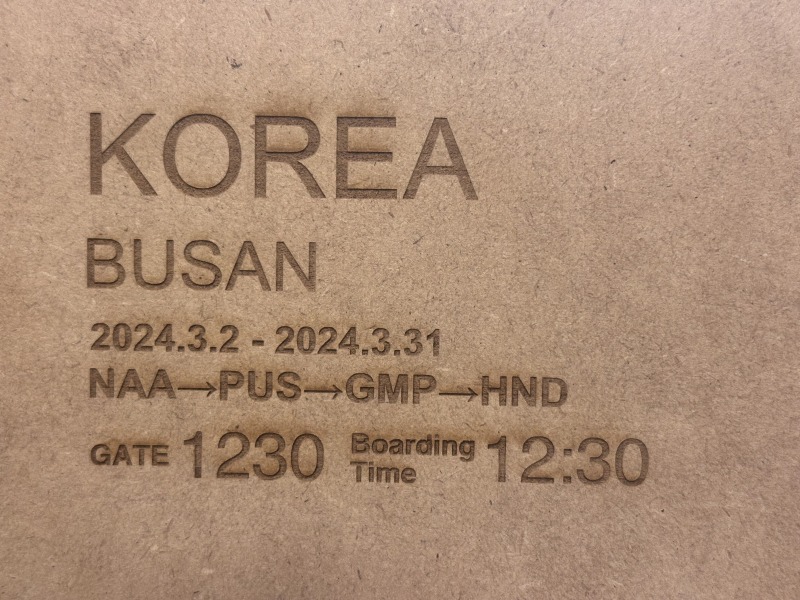 KOREA
BUSAN
2024.3.2 - 2024.3.31
NAA→PUS→GMP→HND
GATE 1230 Boarding Time 12:30